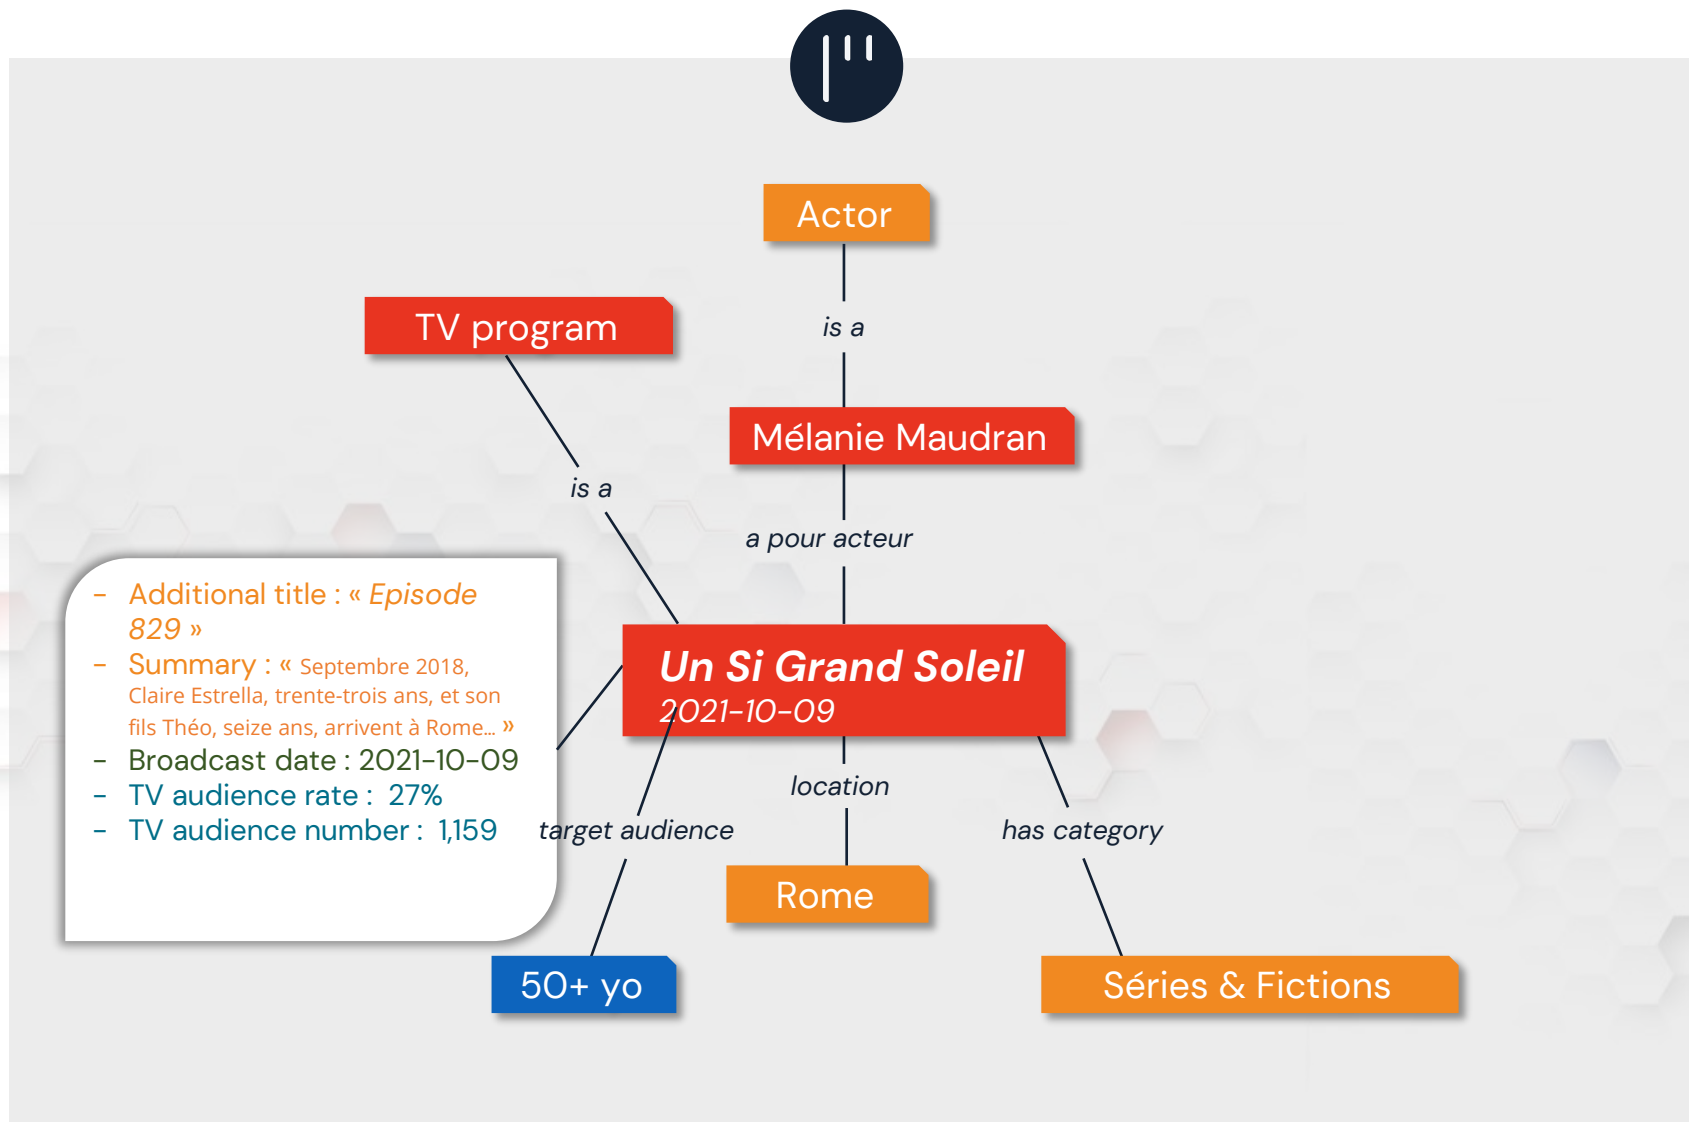 Actor
TV program
is a
Mélanie Maudran
is a
a pour acteur
- Additional title : « Episode
829 »
- Summary : « Septembre 2018,
Claire Estrella, trente-trois ans, et son
fils Théo, seize ans, arrivent à Rome... »
- Broadcast date : 2021-10-09
- TV audience rate : 27%
- TV audience number : 1,159
Un Si Grand Soleil
2021-10-09
location
target audience
has category
Rome
50+ yo
Séries & Fictions